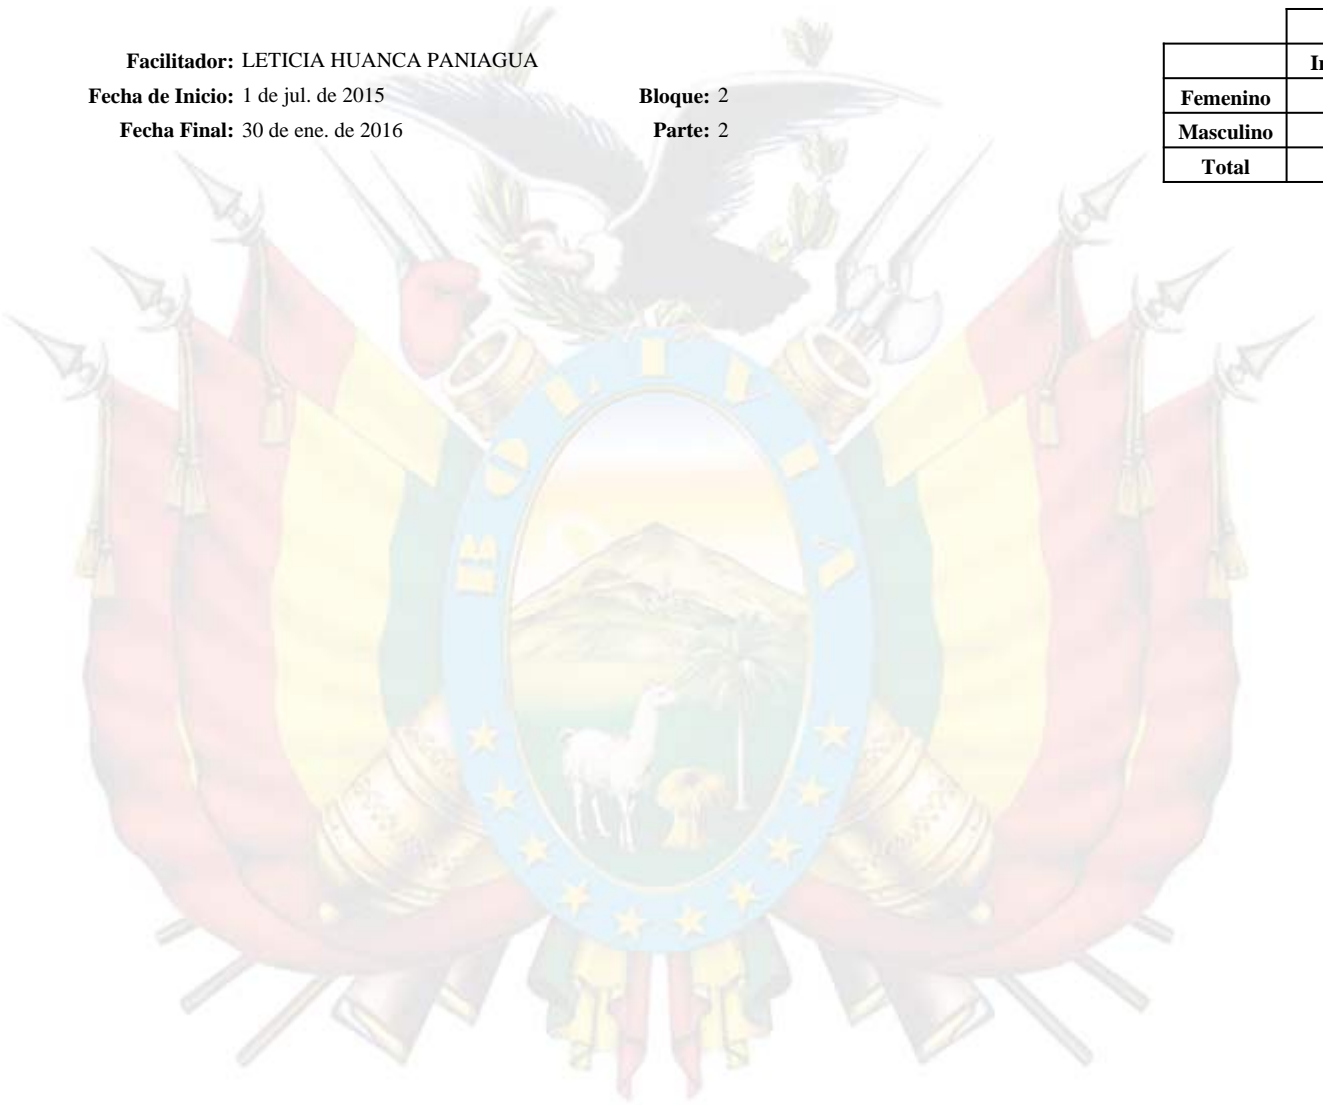 Facilitador: LETICIA HUANCA PANIAGUA
Fecha de Inicio: 1 de jul. de 2015 Bloque: 2
Fecha Final: 30 de ene. de 2016 Parte: 2
Femenino
Masculino
Total
BOLIVIA